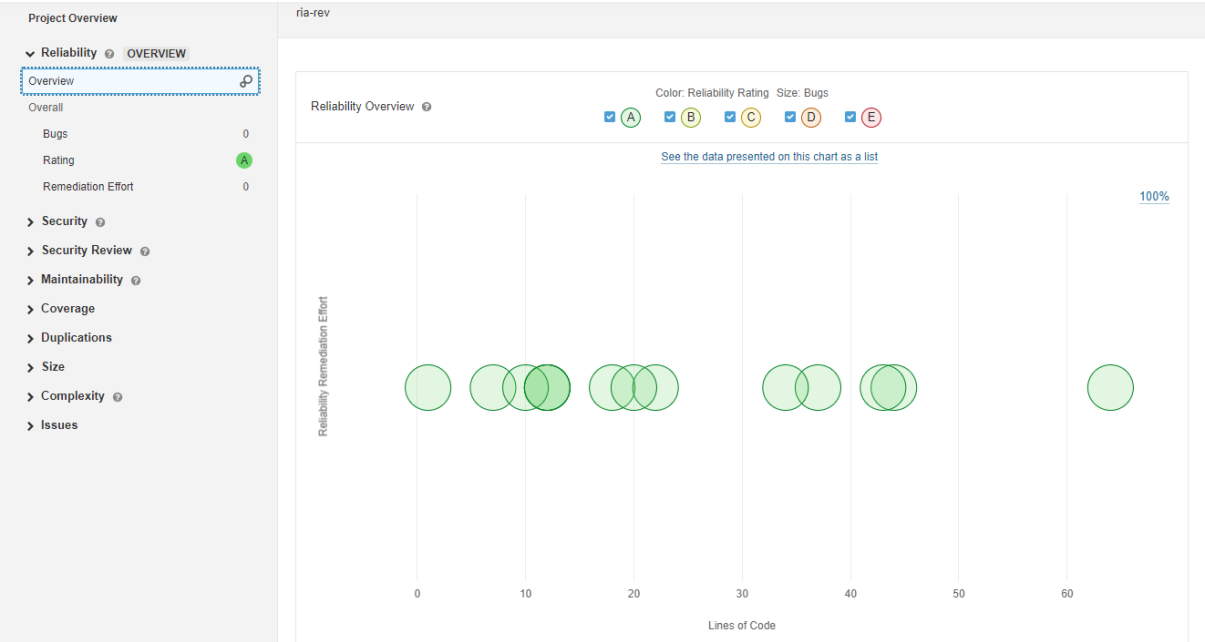 Project Overview
Reliability OVERVIEW
Overview
Overall
Bugs 0
Rating A
Remediation Effort 0
Security
Security Review
Maintainability
Coverage
Duplications
Size
Complexity
Issues
ria-rev
Reliability Overview
Color: Reliability Rating Size: Bugs
A B C D E
See the data presented on this chart as a list
100%
Reliability Remediation Effort
0 10 20 30 40 50 60
Lines of Code